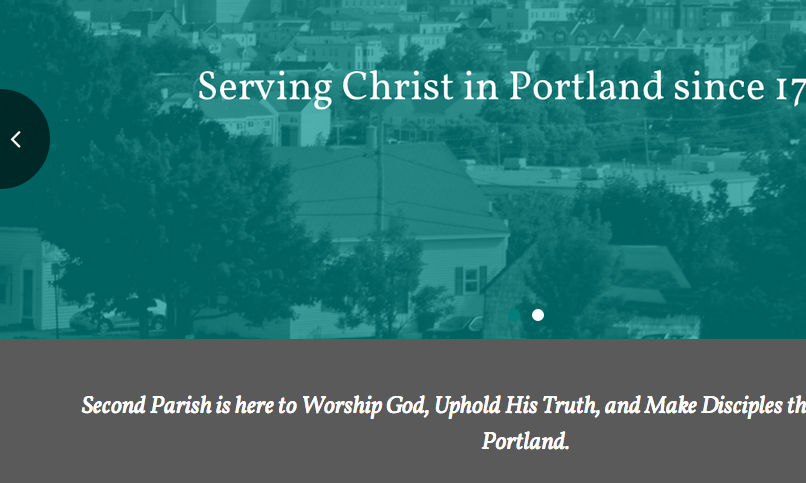 Serving Christ in Portland since 17
Second Parish is here to Worship God, Uphold His Truth, and Make Disciples th
Portland.